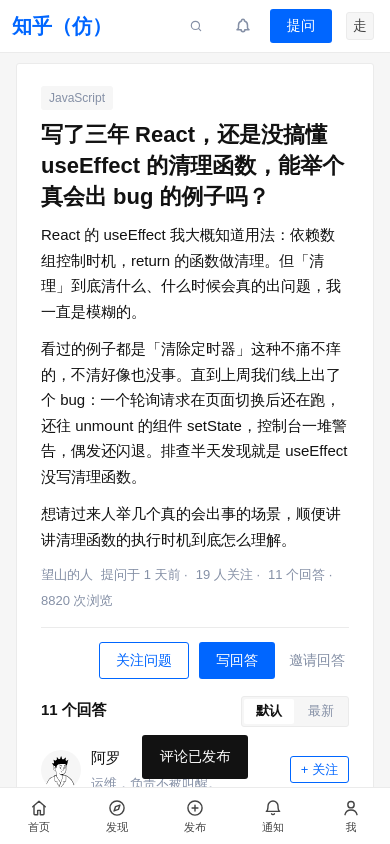 知乎（仿）
提问
走
JavaScript
写了三年 React，还是没搞懂
useEffect 的清理函数，能举个
真会出 bug 的例子吗？
React 的 useEffect 我大概知道用法：依赖数
组控制时机，return 的函数做清理。但「清
理」到底清什么、什么时候会真的出问题，我
一直是模糊的。
看过的例子都是「清除定时器」这种不痛不痒
的，不清好像也没事。直到上周我们线上出了
个 bug：一个轮询请求在页面切换后还在跑，
还往 unmount 的组件 setState，控制台一堆警
告，偶发还闪退。排查半天发现就是 useEffect
没写清理函数。
想请过来人举几个真的会出事的场景，顺便讲
讲清理函数的执行时机到底怎么理解。
望山的人 提问于 1 天前 · 19 人关注 · 11 个回答 ·
8820 次浏览
关注问题
写回答
邀请回答
11 个回答
默认
最新
阿罗
运维，负责不被叫醒。
+ 关注
评论已发布
首页
发现
发布
通知
我